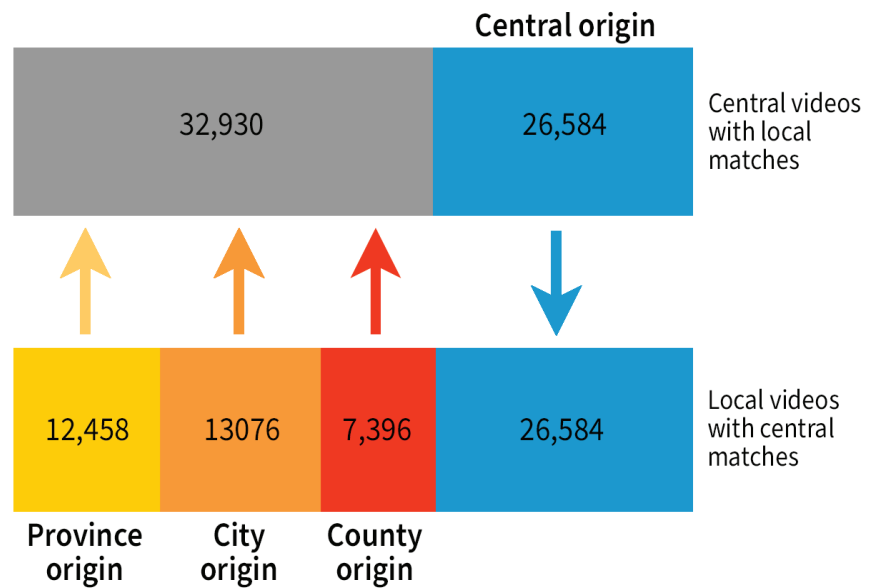 Central origin
32,930
26,584
Central videos
with local
matches
12,458
13076
7,396
26,584
Local videos
with central
matches
Province
origin
City
origin
County
origin